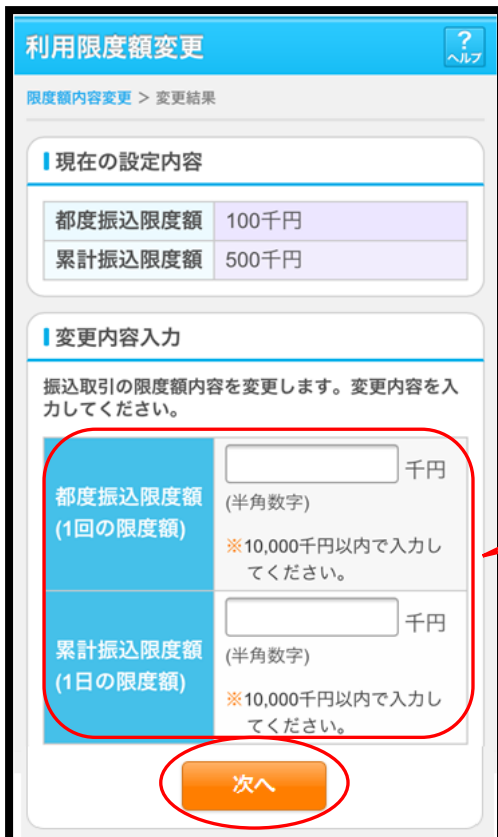 利用限度額変更
?
ヘルプ
限度額内容変更 > 変更結果
現在の設定内容
都度振込限度額 100千円
累計振込限度額 500千円
変更内容入力
振込取引の限度額内容を変更します。変更内容を入
力してください。
都度振込限度額
(1回の限度額)
千円
(半角数字)
※10,000千円以内で入力し
てください。
累計振込限度額
(1日の限度額)
千円
(半角数字)
※10,000千円以内で入力し
てください。
次へ